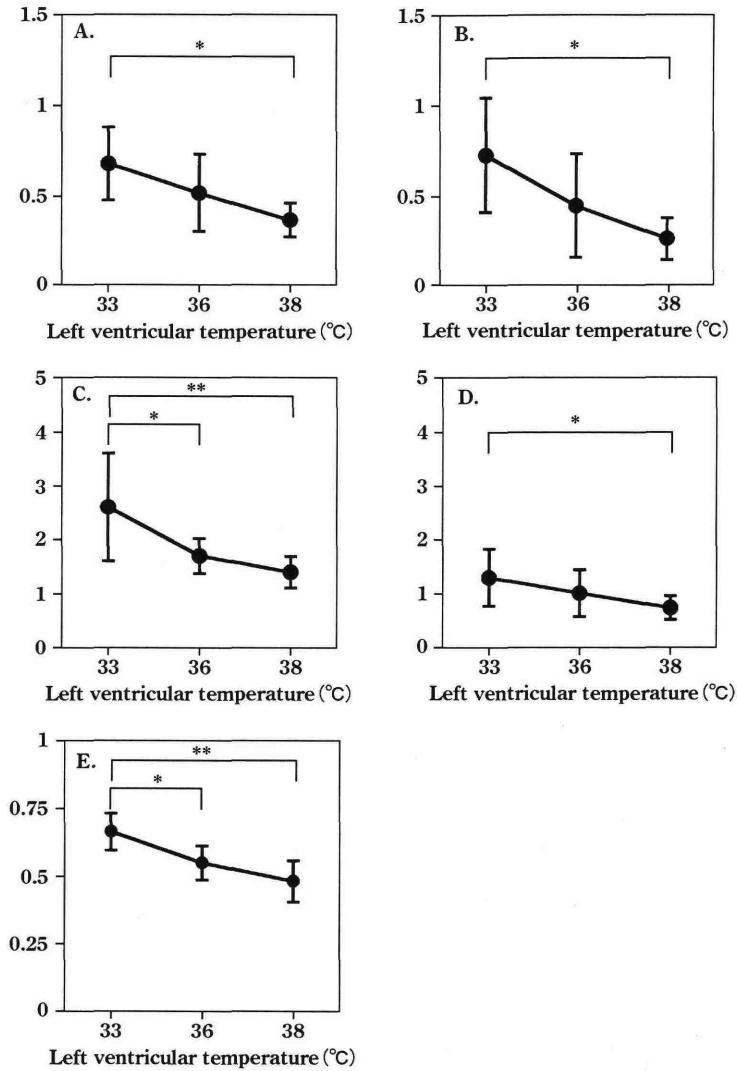 A.
*
1.5
1
0.5
0
33 36 38
Left ventricular temperature (°C)
B.
*
1.5
1
0.5
0
33 36 38
Left ventricular temperature (°C)
C.
**
*
5
4
3
2
1
0
33 36 38
Left ventricular temperature (°C)
D.
*
5
4
3
2
1
0
33 36 38
Left ventricular temperature (°C)
E.
**
*
1
0.75
0.5
0.25
0
33 36 38
Left ventricular temperature (°C)